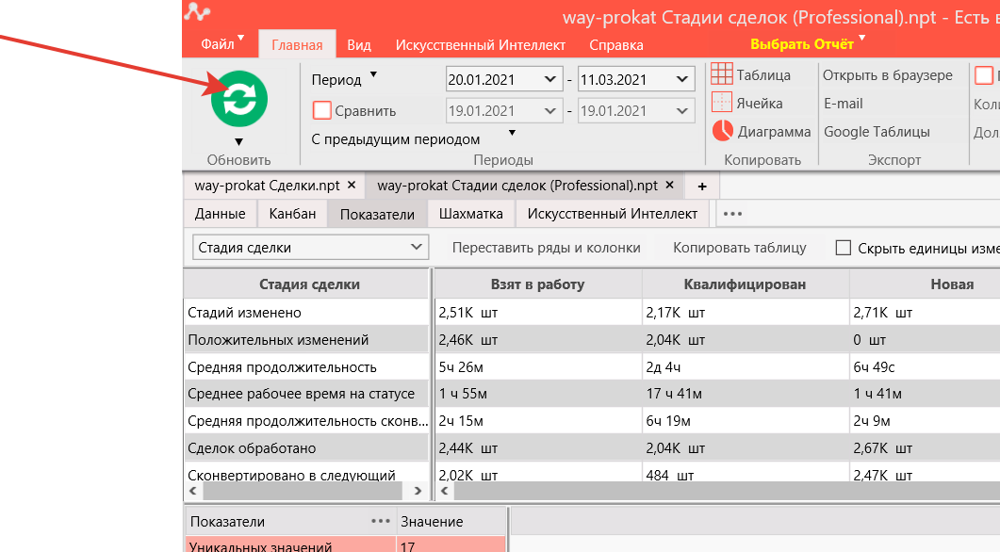 way-prokat Стадии сделок (Professional).npt - Есть
Файл Главная Вид Искусственный Интеллект Справка Выбрать Отчёт
Период 20.01.2021 - 11.03.2021 Таблица Открыть в браузере
Сравнить 19.01.2021 - 19.01.2021 Ячейка E-mail
С предыдущим периодом Диаграмма Google Таблицы
Обновить Периоды Копировать Экспорт
way-prokat Сделки.npt × way-prokat Стадии сделок (Professional).npt × +
Данные Канбан Показатели Шахматка Искусственный Интеллект •••
Стадия сделки Переставить ряды и колонки Копировать таблицу Скрыть единицы изме
Стадия сделки Взят в работу Квалифицирован Новая
Стадий изменено 2,51K шт 2,17K шт 2,71K шт
Положительных изменений 2,46K шт 2,04K шт 0 шт
Средняя продолжительность 5ч 26м 2д 4ч 6ч 49с
Среднее рабочее время на статусе 1 ч 55м 17 ч 41м 1 ч 41м
Средняя продолжительность сконв... 2ч 15м 6ч 19м 2ч 9м
Сделок обработано 2,44K шт 2,04K шт 2,67K шт
Сконвертировано в следующий 2,02K шт 484 шт 2,47K шт
Показатели ••• Значение
Уникальных значений 17